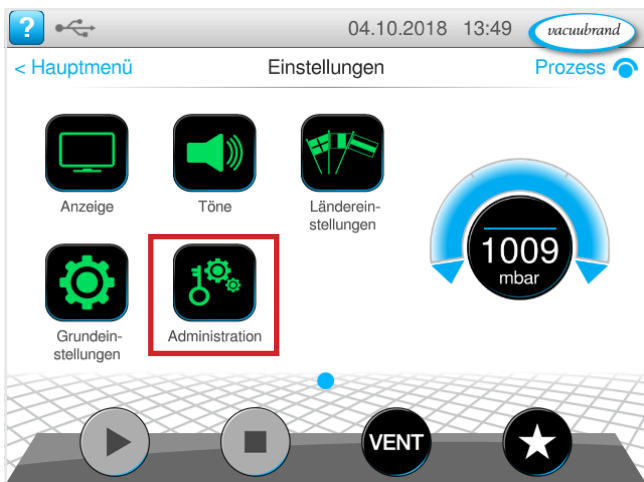 ?
04.10.2018 13:49
vacuubrand
< Hauptmenü
Einstellungen
Prozess
Anzeige
Töne
Länderein-
stellungen
1009
mbar
Grundein-
stellungen
Administration
VENT